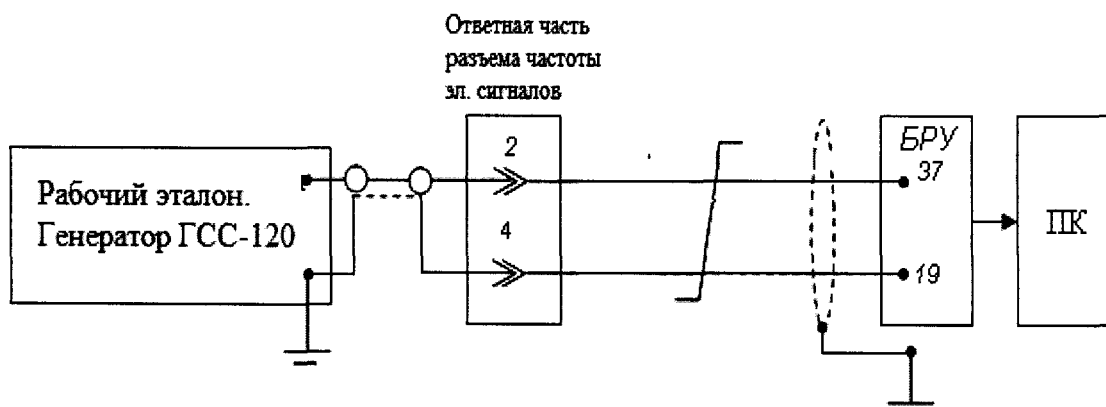 Ответная часть
разъема частоты
эл. сигналов
Рабочий эталон.
Генератор ГСС-120
2
4
БРУ
37
19
ПК